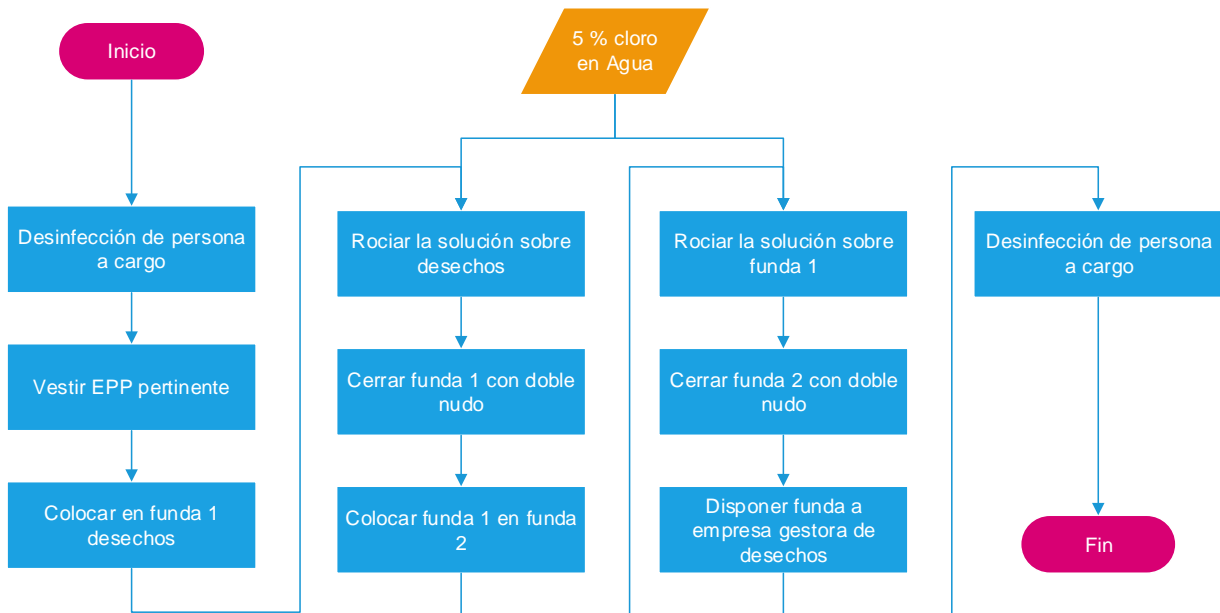 Inicio
Desinfección de persona
a cargo
Vestir EPP pertinente
Colocar en funda 1
desechos
5 % cloro
en Agua
Rociar la solución sobre
desechos
Cerrar funda 1 con doble
nudo
Colocar funda 1 en funda
2
Rociar la solución sobre
funda 1
Cerrar funda 2 con doble
nudo
Disponer funda a
empresa gestora de
desechos
Desinfección de persona
a cargo
Fin